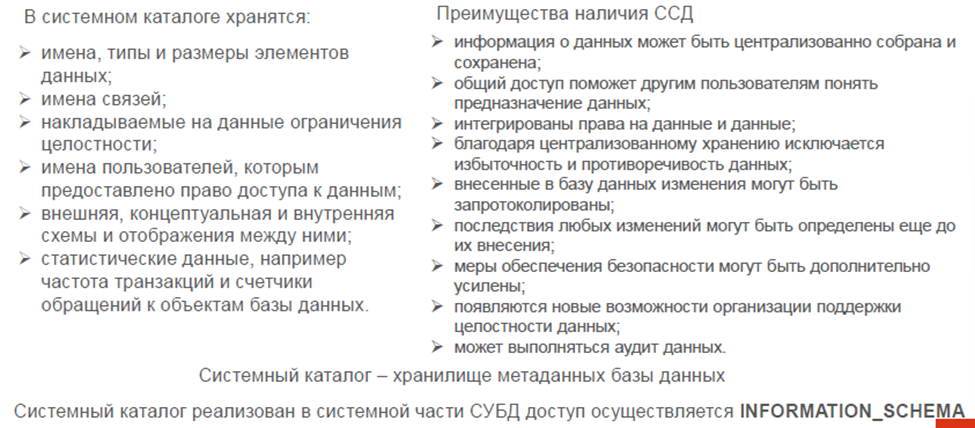 В системном каталоге хранятся:
➢ имена, типы и размеры элементов
данных;
➢ имена связей;
➢ накладываемые на данные ограничения
целостности;
➢ имена пользователей, которым
предоставлено право доступа к данным;
➢ внешняя, концептуальная и внутренняя
схемы и отображения между ними;
➢ статистические данные, например
частота транзакций и счетчики
обращений к объектам базы данных.
Преимущества наличия ССД
➢ информация о данных может быть централизованно собрана и
сохранена;
➢ общий доступ поможет другим пользователям понять
предназначение данных;
➢ интегрированы права на данные и данные;
➢ благодаря централизованному хранению исключается
избыточность и противоречивость данных;
➢ внесенные в базу данных изменения могут быть
запротоколированы;
➢ последствия любых изменений могут быть определены еще до
их внесения;
➢ меры обеспечения безопасности могут быть дополнительно
усилены;
➢ появляются новые возможности организации поддержки
целостности данных;
➢ может выполняться аудит данных.
Системный каталог – хранилище метаданных базы данных
Системный каталог реализован в системной части СУБД доступ осуществляется INFORMATION_SCHEMA